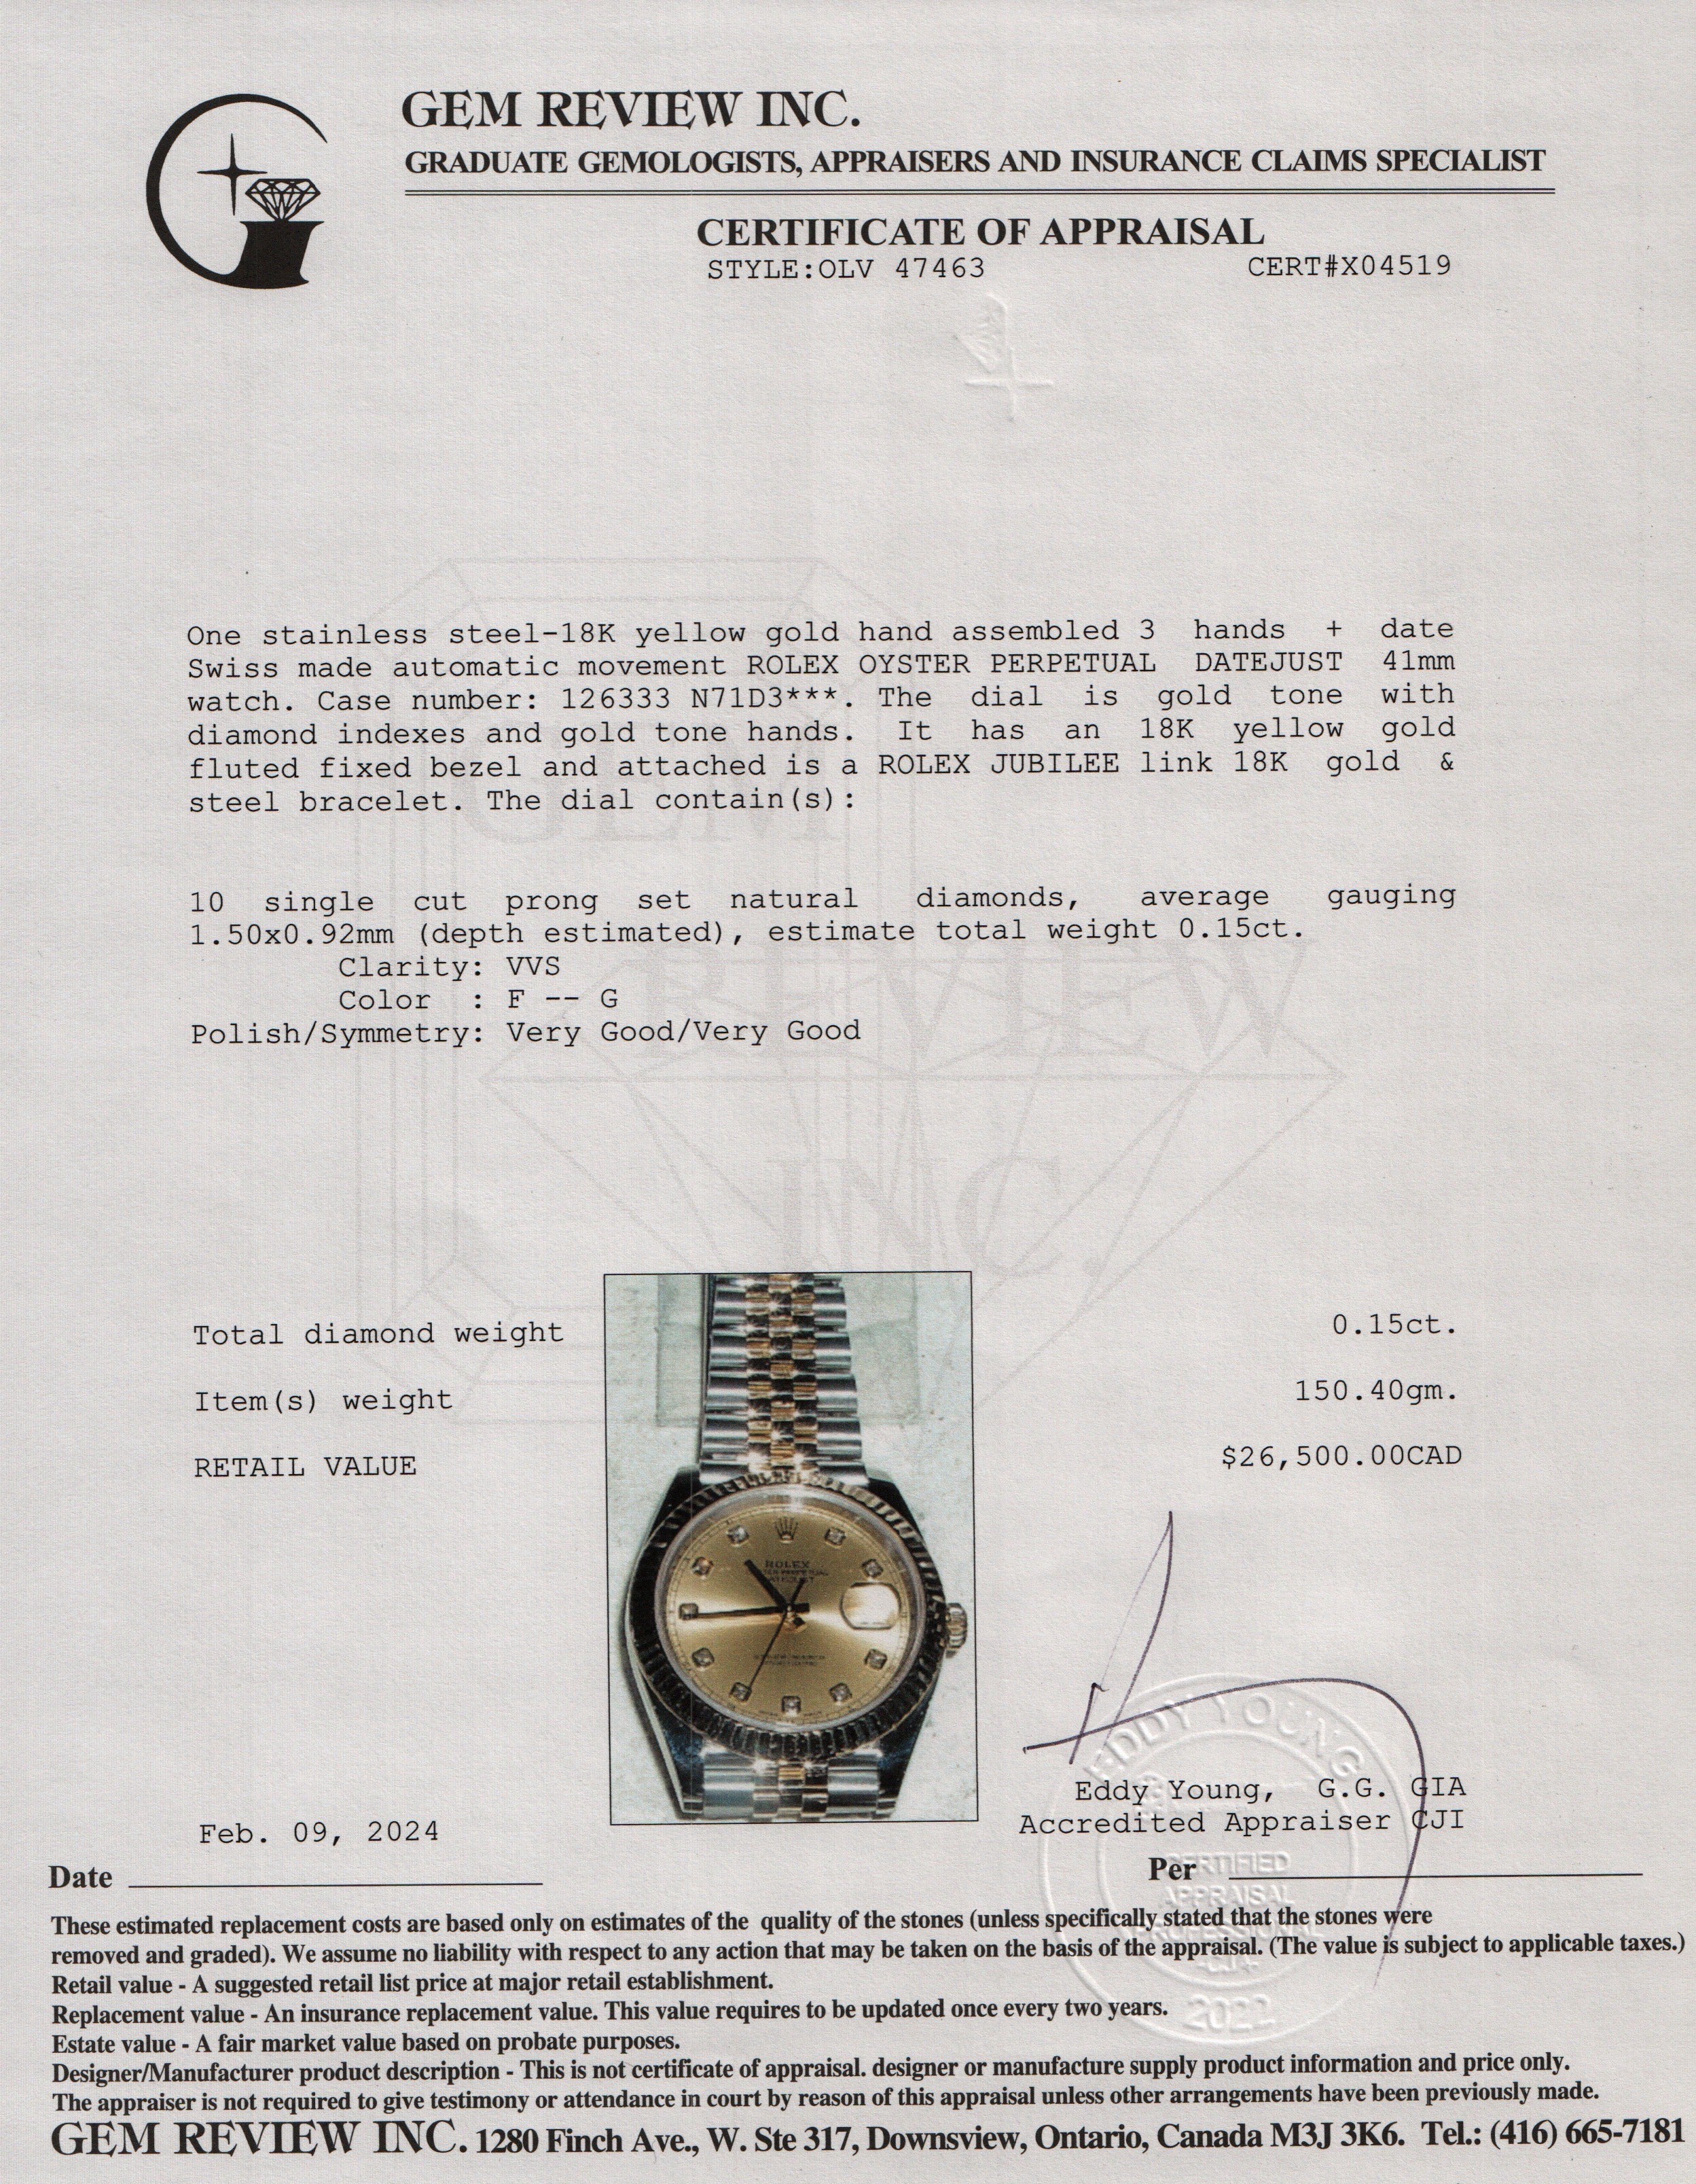 GEM REVIEW INC.
GRADUATE GEMOLOGISTS, APPRAISERS AND INSURANCE CLAIMS SPECIALIST
CERTIFICATE OF APPRAISAL
STYLE:OLV 47463 CERT#X04519
One stainless steel-18K yellow gold hand assembled 3 hands + date
Swiss made automatic movement ROLEX OYSTER PERPETUAL DATEJUST 41mm
watch. Case number: 126333 N71D3***. The dial is gold tone with
diamond indexes and gold tone hands. It has an 18K yellow gold
fluted fixed bezel and attached is a ROLEX JUBILEE link 18K gold &
steel bracelet. The dial contain(s):
10 single cut prong set natural diamonds, average gauging
1.50x0.92mm (depth estimated), estimate total weight 0.15ct.
Clarity: VVS
Color : F -- G
Polish/Symmetry: Very Good/Very Good
GEM
REVIEW
INC.
Total diamond weight 0.15ct.
Item(s) weight 150.40gm.
RETAIL VALUE $26,500.00CAD
ROLEX
EDDY YOUNG
Eddy Young, G.G. GIA
Accredited Appraiser CJI
Feb. 09, 2024
Date
Per
CERTIFIED
APPRAISAL
PROFESSIONAL
2022
These estimated replacement costs are based only on estimates of the quality of the stones (unless specifically stated that the stones were
removed and graded). We assume no liability with respect to any action that may be taken on the basis of the appraisal. (The value is subject to applicable taxes.)
Retail value - A suggested retail list price at major retail establishment.
Replacement value - An insurance replacement value. This value requires to be updated once every two years.
Estate value - A fair market value based on probate purposes.
Designer/Manufacturer product description - This is not certificate of appraisal. designer or manufacture supply product information and price only.
The appraiser is not required to give testimony or attendance in court by reason of this appraisal unless other arrangements have been previously made.
GEM REVIEW INC. 1280 Finch Ave., W. Ste 317, Downsview, Ontario, Canada M3J 3K6. Tel.: (416) 665-7181